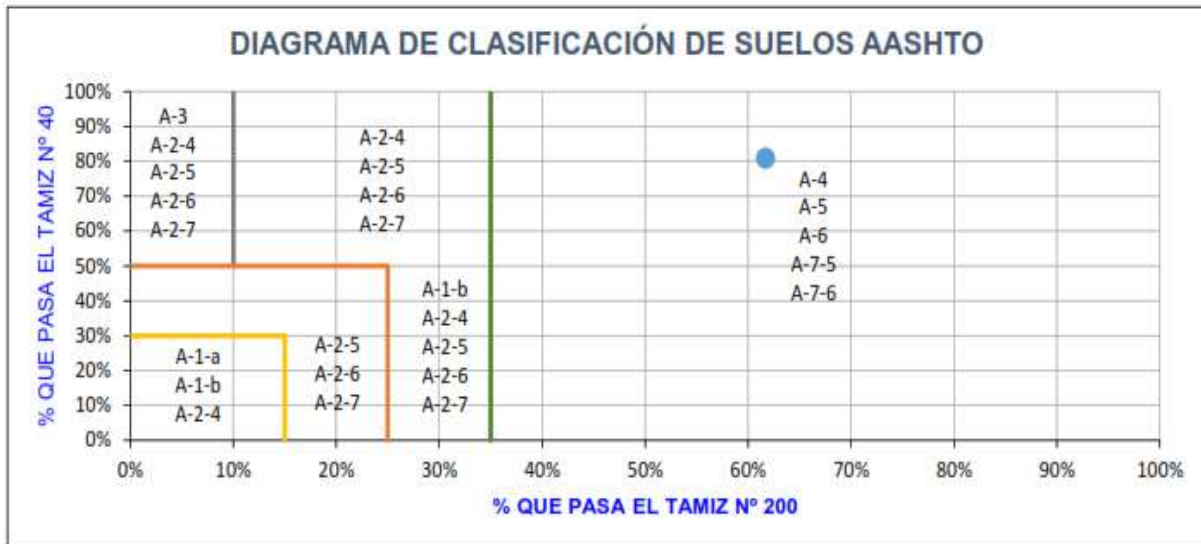 DIAGRAMA DE CLASIFICACIÓN DE SUELOS AASHTO
% QUE PASA EL TAMIZ Nº 40
100%
90%
80%
70%
60%
50%
40%
30%
20%
10%
0%
A-3
A-2-4
A-2-5
A-2-6
A-2-7
A-2-4
A-2-5
A-2-6
A-2-7
A-4
A-5
A-6
A-7-5
A-7-6
A-1-b
A-2-4
A-2-5
A-2-6
A-2-7
A-2-5
A-2-6
A-2-7
A-1-a
A-1-b
A-2-4
0% 10% 20% 30% 40% 50% 60% 70% 80% 90% 100%
% QUE PASA EL TAMIZ Nº 200